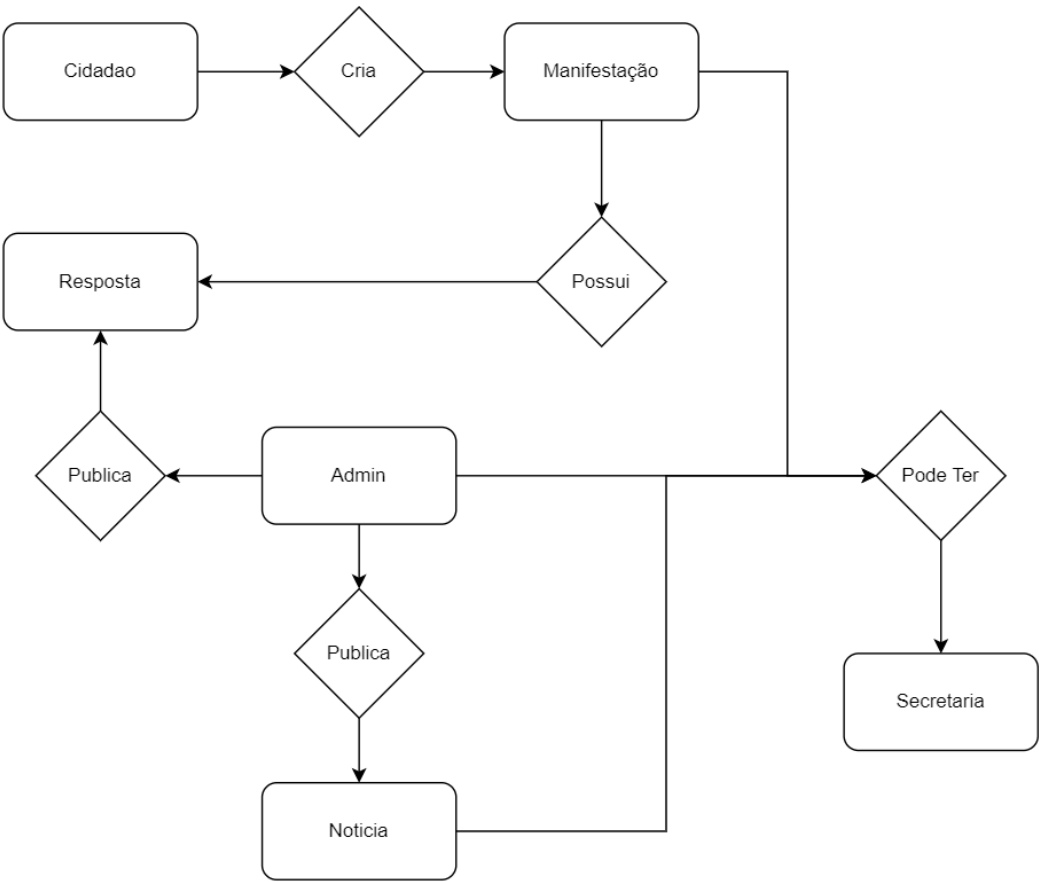 Cidadao
Cria
Manifestação
Resposta
Possui
Publica
Admin
Pode Ter
Publica
Secretaria
Noticia